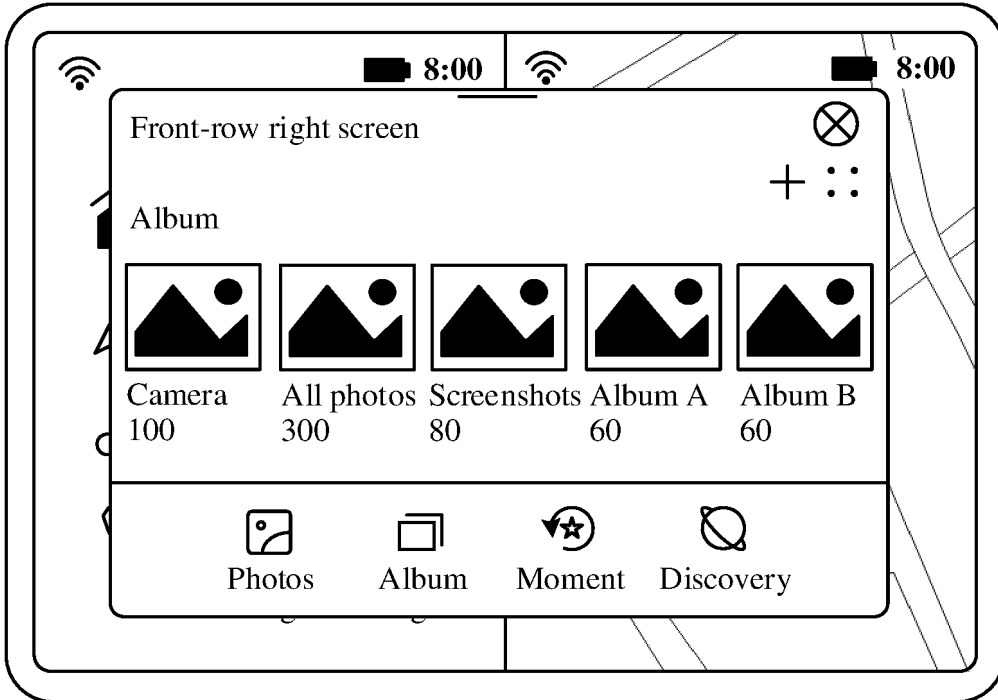 8:00
8:00
Front-row right screen
Album
Camera All photos Screenshots Album A Album B
100 300 80 60 60
Photos Album Moment Discovery